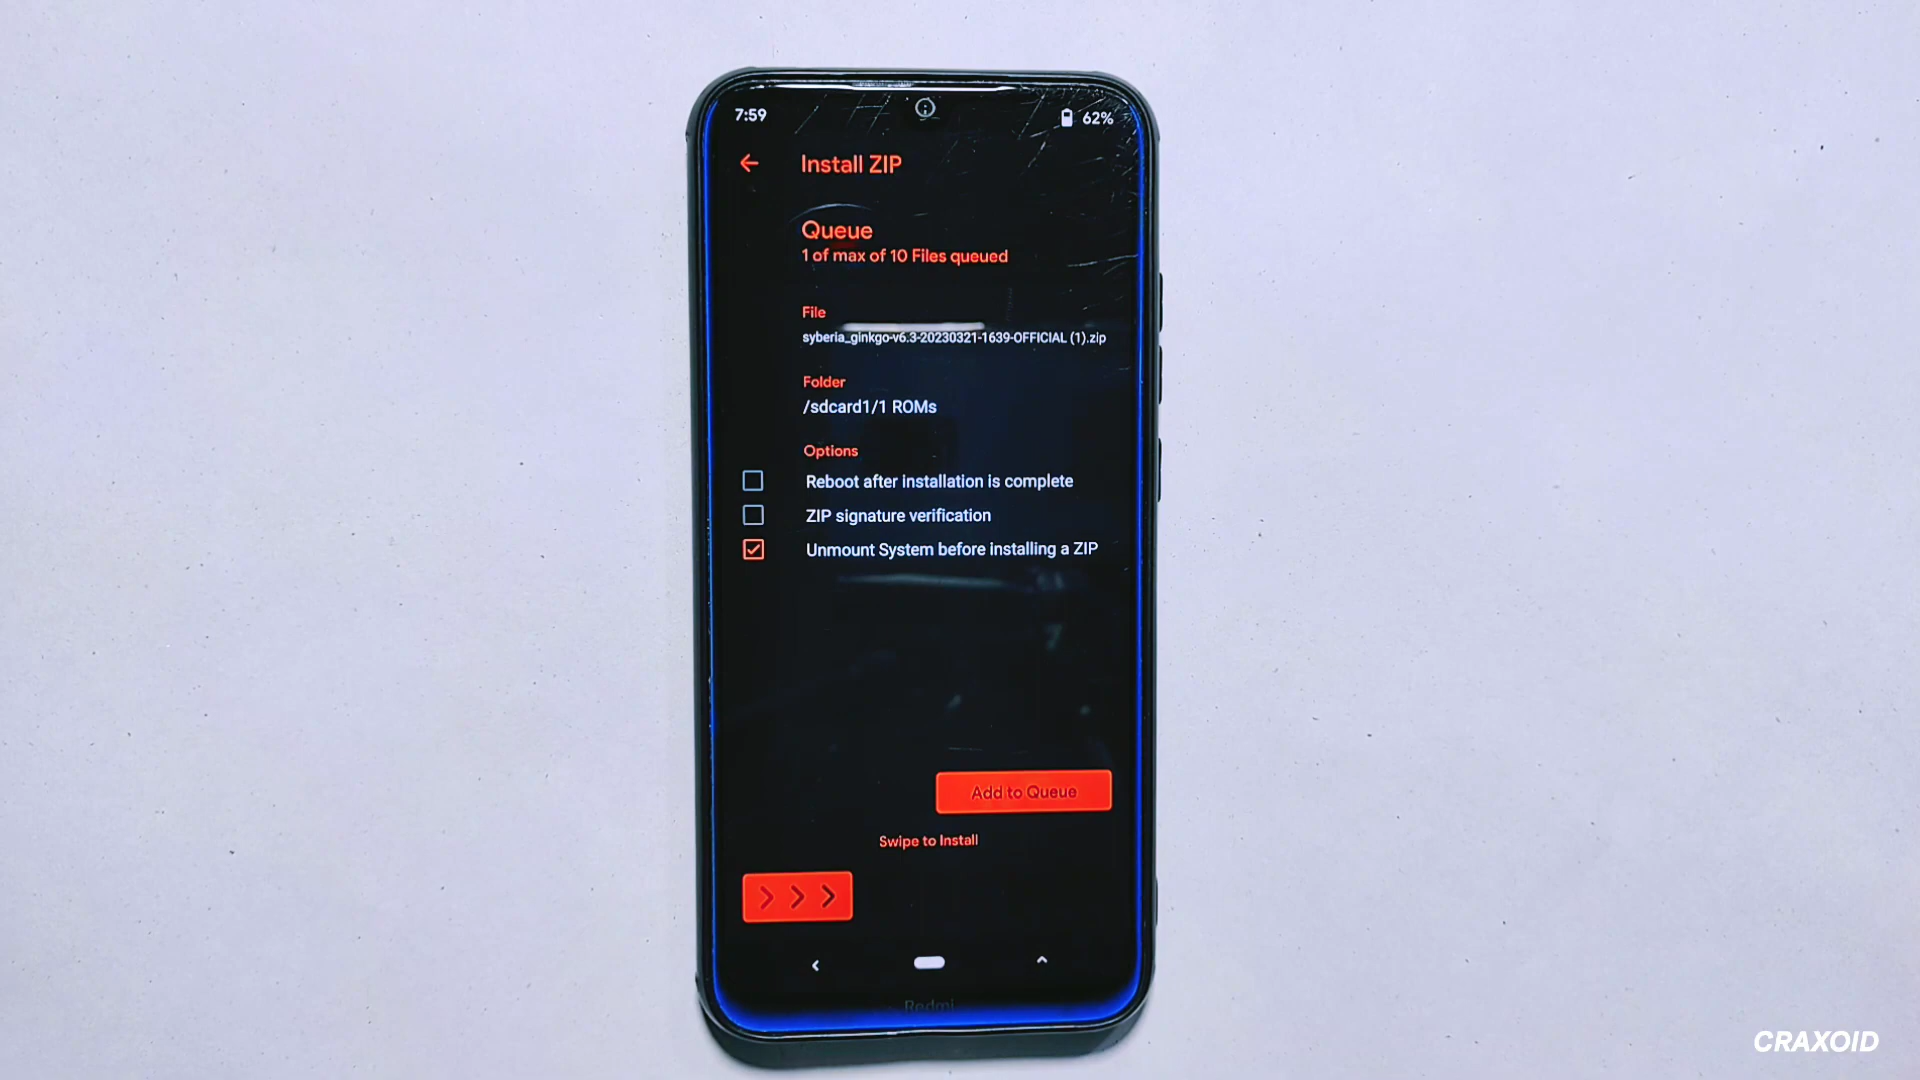 7:59
62%
Install ZIP
Queue
1 of max of 10 Files queued
File
syberia_ginkgo-v6.3-20230321-1639-OFFICIAL (1).zip
Folder
/sdcard1/1 ROMs
Options
Reboot after installation is complete
ZIP signature verification
Unmount System before installing a ZIP
Add to Queue
Swipe to Install
Redmi
CRAXOID